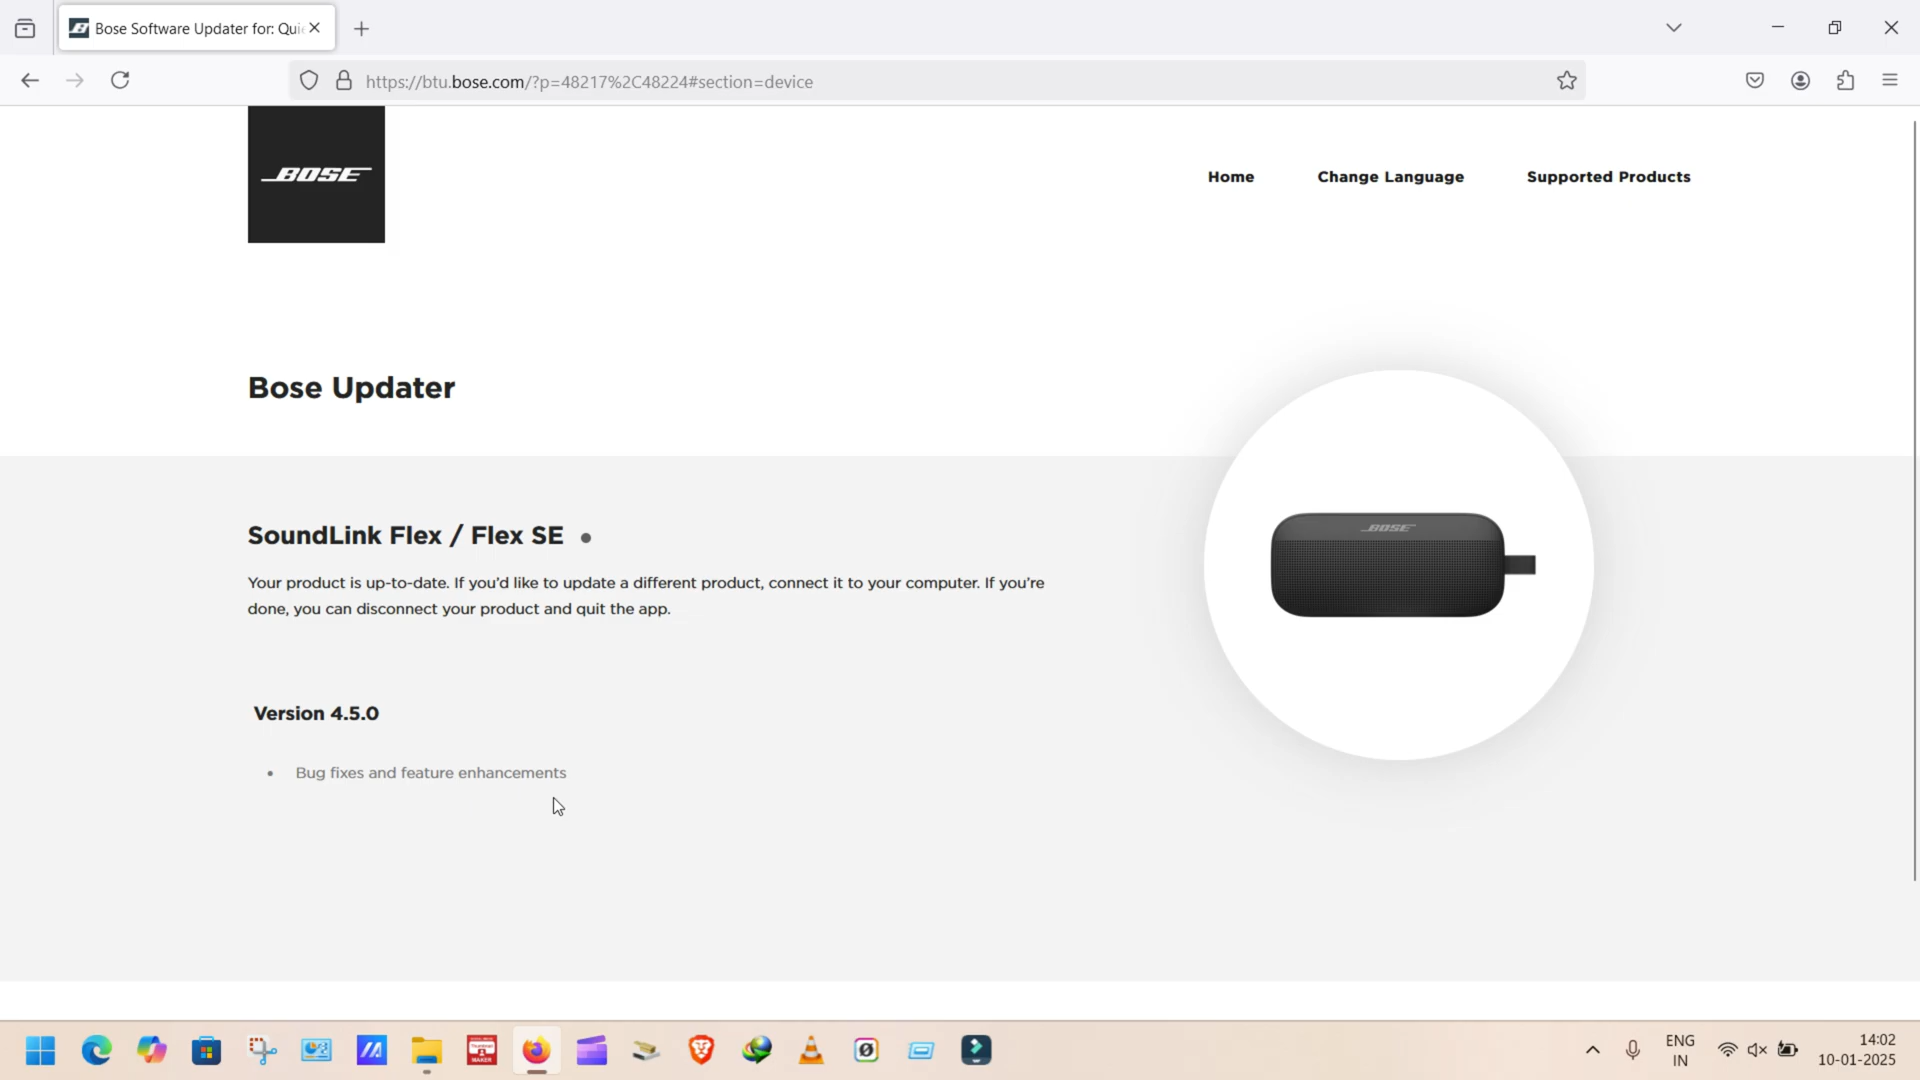 Bose Software Updater for: Qui
https://btu.bose.com/?p=48217%2C48224#section=device
BOSE
Home
Change Language
Supported Products
Bose Updater
SoundLink Flex / Flex SE
Your product is up-to-date. If you'd like to update a different product, connect it to your computer. If you're
done, you can disconnect your product and quit the app.
BOSE
Version 4.5.0
• Bug fixes and feature enhancements
ENG
IN
14:02
10-01-2025